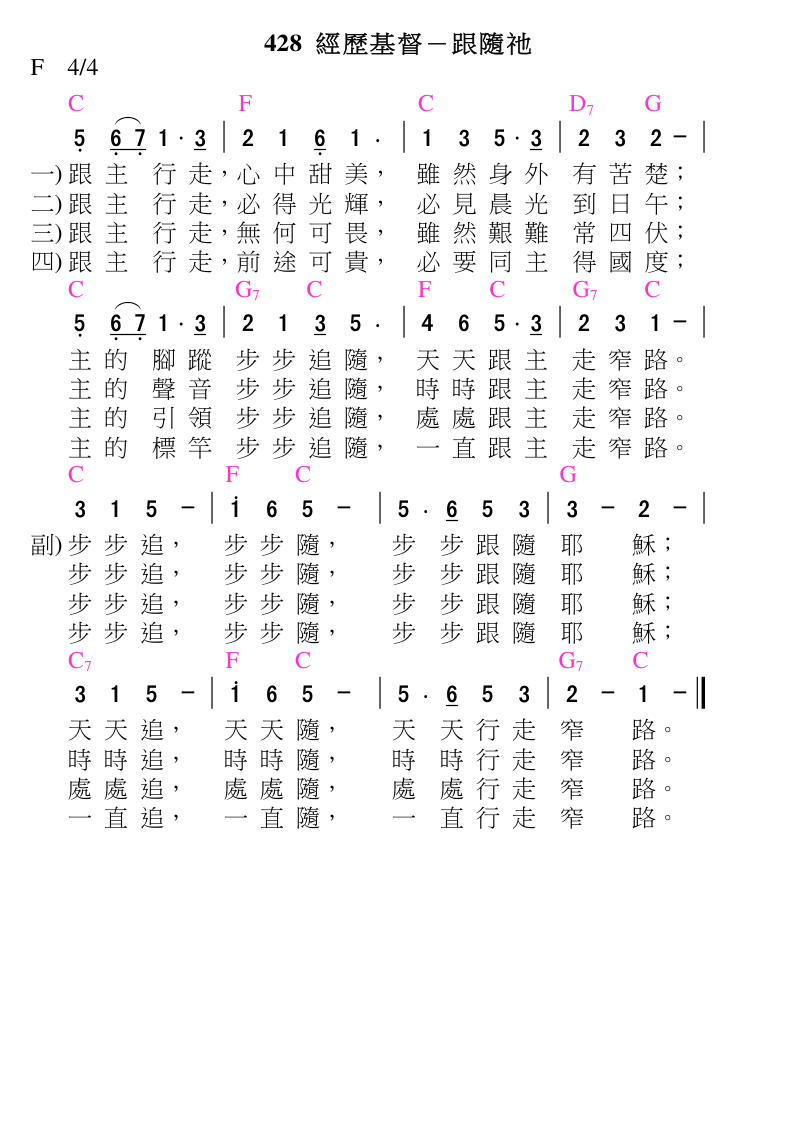 428 經歷基督－跟隨祂
F 4/4
C F C D7 G
5 6 7 1 · 3 | 2 1 6 1 · | 1 3 5 · 3 | 2 3 2 － |
一) 跟主 行走，心中甜美， 雖然身外 有苦楚；
二) 跟主 行走，必得光輝， 必見晨光 到日午；
三) 跟主 行走，無何可畏， 雖然艱難 常四伏；
四) 跟主 行走，前途可貴， 必要同主 得國度；
C G7 C F C G7 C
5 6 7 1 · 3 | 2 1 3 5 · | 4 6 5 · 3 | 2 3 1 － |
主的 腳蹤 步步追隨， 天天跟主 走窄路。
主的 聲音 步步追隨， 時時跟主 走窄路。
主的 引領 步步追隨， 處處跟主 走窄路。
主的 標竿 步步追隨， 一直跟主 走窄路。
C F C G
3 1 5 － | 1 6 5 － | 5 · 6 5 3 | 3 － 2 － |
副) 步步追， 步步隨， 步 步跟隨 耶 穌；
步步追， 步步隨， 步 步跟隨 耶 穌；
步步追， 步步隨， 步 步跟隨 耶 穌；
步步追， 步步隨， 步 步跟隨 耶 穌；
C7 F C G7 C
3 1 5 － | 1 6 5 － | 5 · 6 5 3 | 2 － 1 － ||
天天追， 天天隨， 天 天行走 窄 路。
時時追， 時時隨， 時 時行走 窄 路。
處處追， 處處隨， 處 處行走 窄 路。
一直追， 一直隨， 一 直行走 窄 路。